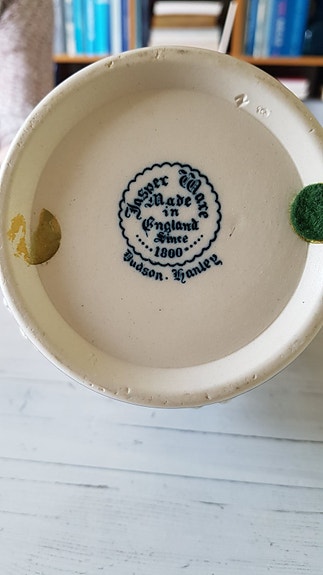 Jasper Ware
Made
in
England
Since
1800
Dudson. Hanley